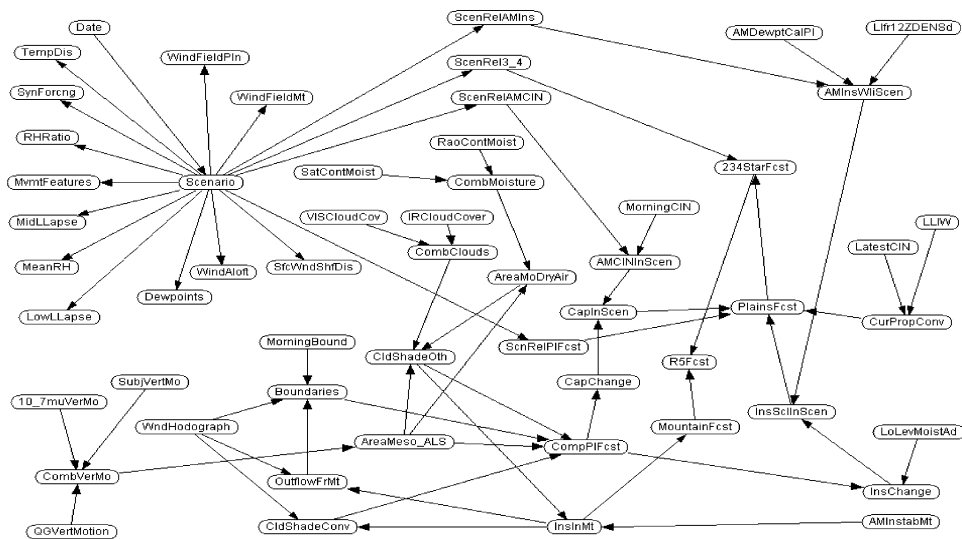 ScenRelAMIns
Date
AMDewptCalPl
LIfr12ZDENSd
TempDis
WindFieldPln
ScenRel3_4
SynForcng
WindFieldMt
ScenRelAMCIN
AMInsWliScen
RHRatio
RaoContMoist
MvmtFeatures
Scenario
SatContMoist
CombMoisture
234StarFcst
MidLLapse
VISCloudCov
IRCloudCover
MorningCIN
LLIW
LatestCIN
CombClouds
MeanRH
WindAloft
SfcWndShfDis
AMCINInScen
AreaMoDryAir
Dewpoints
LowLLapse
CapInScen
PlainsFcst
CurPropConv
MorningBound
ScnRelPlFcst
CldShadeOth
R5Fcst
SubjVertMo
Boundaries
CapChange
10_7muVerMo
InsSclInScen
WndHodograph
AreaMeso_ALS
CompPlFcst
MountainFcst
LoLevMoistAd
CombVerMo
OutflowFrMt
InsChange
QGVertMotion
CldShadeConv
InsInMt
AMInstabMt